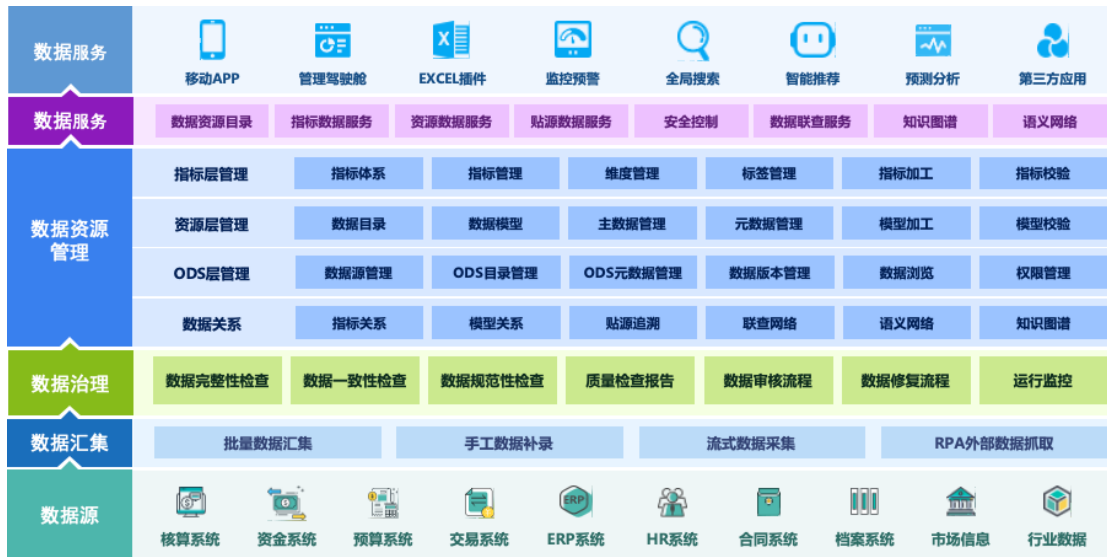 数据服务
移动APP 管理驾驶舱 EXCEL插件 监控预警 全局搜索 智能推荐 预测分析 第三方应用
数据服务 数据资源目录 指标数据服务 资源数据服务 贴源数据服务 安全控制 数据联查服务 知识图谱 语义网络
数据资源
管理
指标层管理 指标体系 指标管理 维度管理 标签管理 指标加工 指标校验
资源层管理 数据目录 数据模型 主数据管理 元数据管理 模型加工 模型校验
ODS层管理 数据源管理 ODS目录管理 ODS元数据管理 数据版本管理 数据浏览 权限管理
数据关系 指标关系 模型关系 贴源追溯 联查网络 语义网络 知识图谱
数据治理 数据完整性检查 数据一致性检查 数据规范性检查 质量检查报告 数据审核流程 数据修复流程 运行监控
数据汇集 批量数据汇集 手工数据补录 流式数据采集 RPA外部数据抓取
数据源
ERP
核算系统 资金系统 预算系统 交易系统 ERP系统 HR系统 合同系统 档案系统 市场信息 行业数据